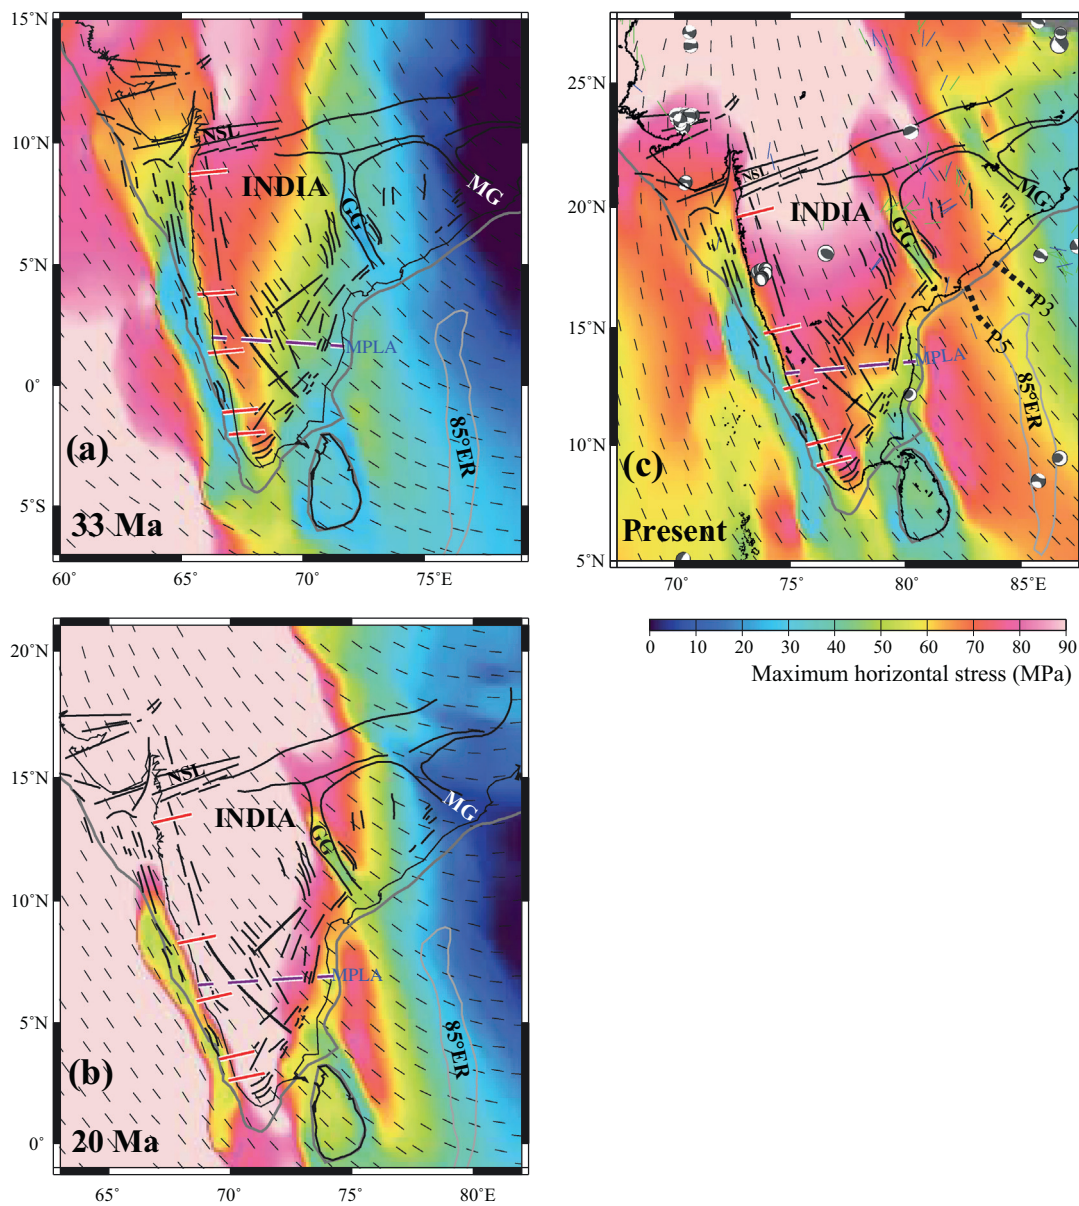 15˚N
10˚N
5˚N
0˚
5˚S
60˚
65˚
70˚
75˚E
NSL
INDIA
GG
MG
MPLA
85°ER
(a)
33 Ma
25˚N
20˚N
15˚N
10˚N
5˚N
70˚
75˚
80˚
85˚E
NSL
INDIA
GG
MG
P3
P5
MPLA
85°ER
(c)
Present
0 10 20 30 40 50 60 70 80 90
Maximum horizontal stress (MPa)
20˚N
15˚N
10˚N
5˚N
0˚
65˚
70˚
75˚
80˚E
NSL
INDIA
GG
MG
MPLA
85°ER
(b)
20 Ma